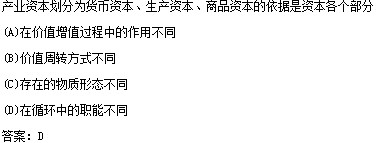 产业资本划分为货币资本、生产资本、商品资本的依据是资本各个部分
(A)在价值增值过程中的作用不同
(B)价值周转方式不同
(C)存在的物质形态不同
(D)在循环中的职能不同
答案：D